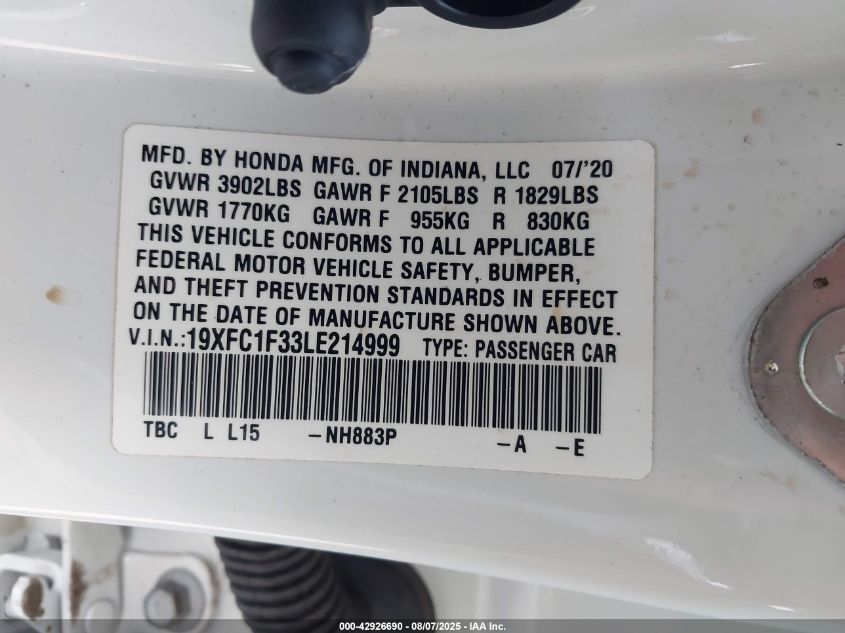 MFD. BY HONDA MFG. OF INDIANA, LLC 07/'20
GVWR 3902LBS GAWR F 2105LBS R 1829LBS
GVWR 1770KG GAWR F 955KG R 830KG
THIS VEHICLE CONFORMS TO ALL APPLICABLE
FEDERAL MOTOR VEHICLE SAFETY, BUMPER,
AND THEFT PREVENTION STANDARDS IN EFFECT
ON THE DATE OF MANUFACTURE SHOWN ABOVE.
V.I.N.:19XFC1F33LE214999 TYPE: PASSENGER CAR
TBC L L15 -NH883P -A -E
000-42926690 - 08/07/2025 - IAA Inc.